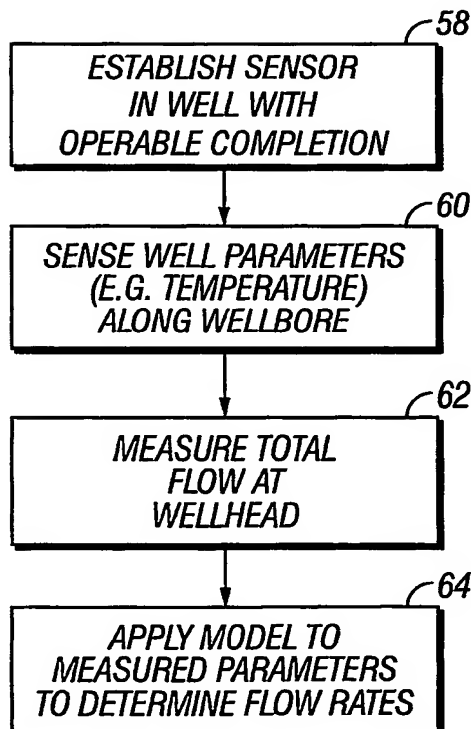 58
ESTABLISH SENSOR
IN WELL WITH
OPERABLE COMPLETION
60
SENSE WELL PARAMETERS
(E.G. TEMPERATURE)
ALONG WELLBORE
62
MEASURE TOTAL
FLOW AT
WELLHEAD
64
APPLY MODEL TO
MEASURED PARAMETERS
TO DETERMINE FLOW RATES